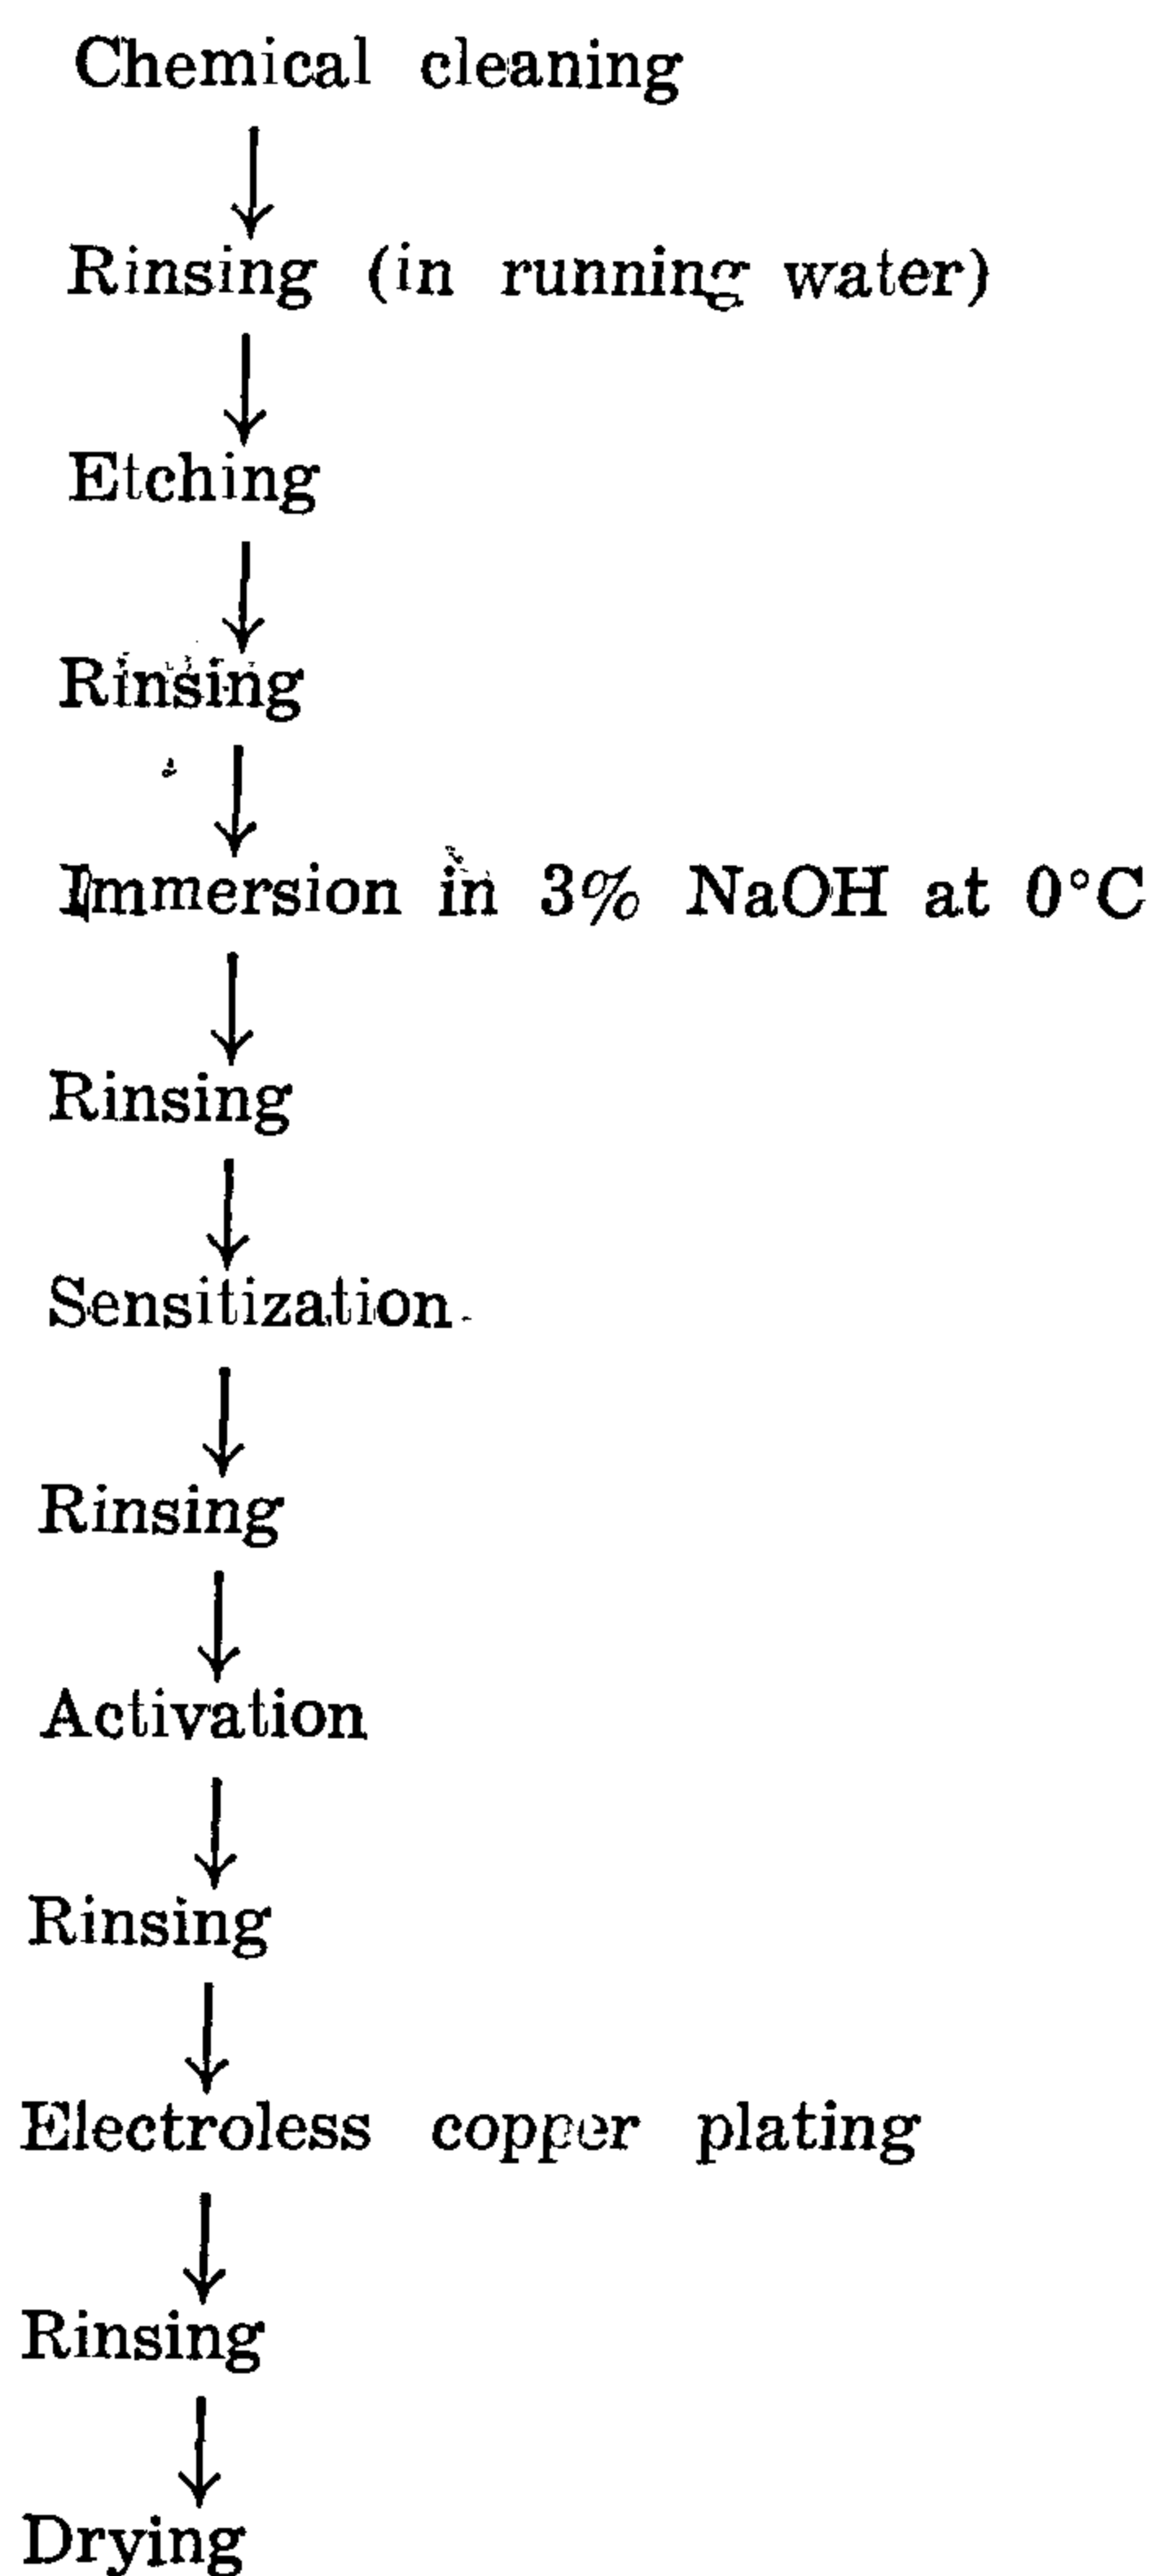 Chemical cleaning
Rinsing (in running water)
Etching
Rinsing
Immersion in 3% NaOH at 0°C
Rinsing
Sensitization
Rinsing
Activation
Rinsing
Electroless copper plating
Rinsing
Drying